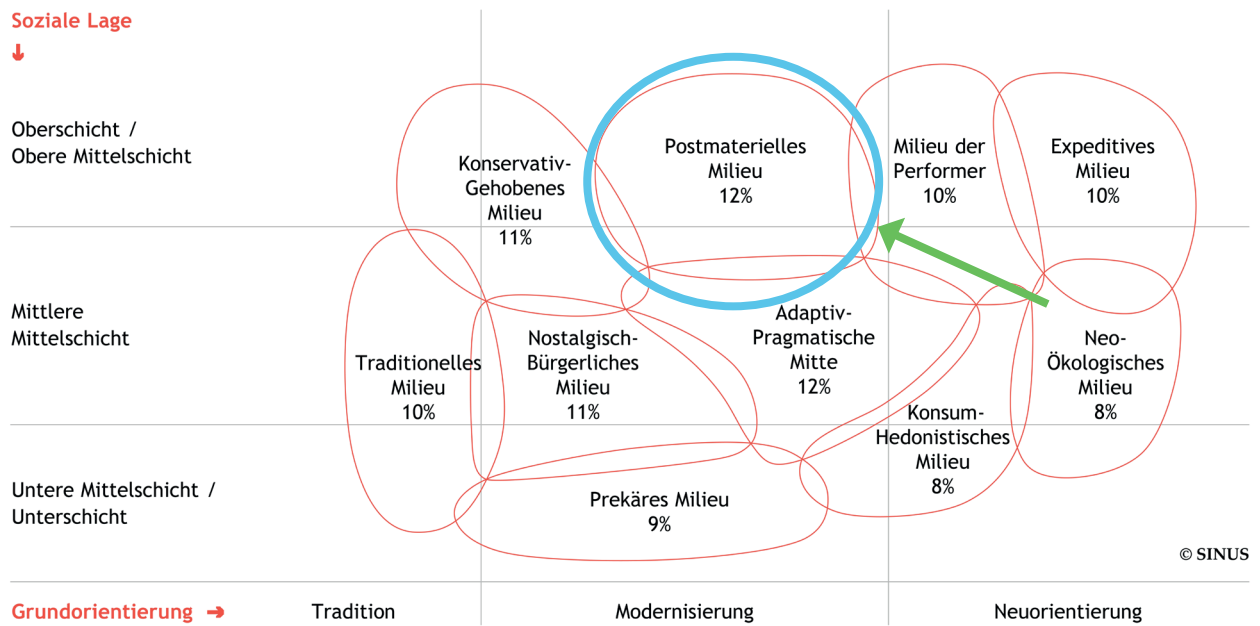 Soziale Lage
Oberschicht /
Obere Mittelschicht
Konservativ-
Gehobenes
Milieu
11%
Postmaterielles
Milieu
12%
Milieu der
Performer
10%
Expeditives
Milieu
10%
Mittlere
Mittelschicht
Traditionelles
Milieu
10%
Nostalgisch-
Bürgerliches
Milieu
11%
Adaptiv-
Pragmatische
Mitte
12%
Konsum-
Hedonistisches
Milieu
8%
Neo-
Ökologisches
Milieu
8%
Untere Mittelschicht /
Unterschicht
Prekäres Milieu
9%
© SINUS
Grundorientierung
Tradition
Modernisierung
Neuorientierung